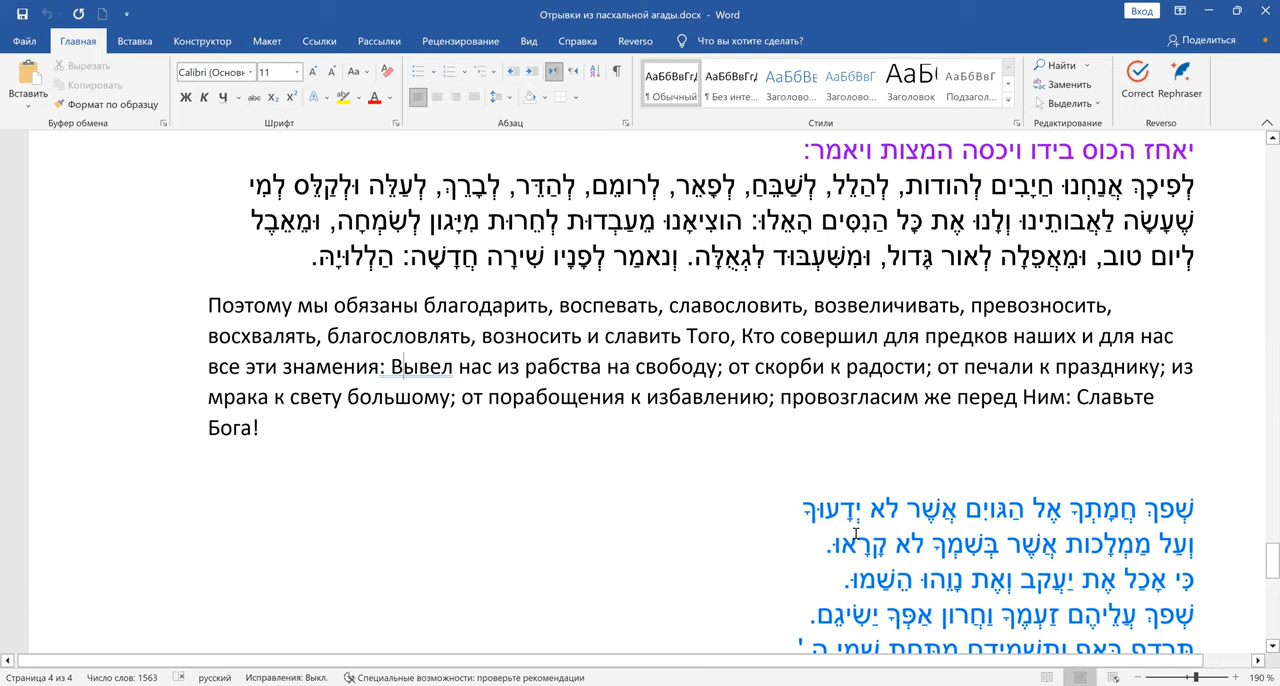 Отрывки из пасхальной агады.docx - Word
Вход
Файл Главная Вставка Конструктор Макет Ссылки Рассылки Рецензирование Вид Справка Reverso Что вы хотите сделать? Поделиться
Вставить
Вырезать
Копировать
Формат по образцу
Буфер обмена
Calibri (Основн 11
Шрифт
Абзац
АаБбВвГг, АаБбВвГг, АаБбВв АаБбВвГ АаБ АаБбВвГ
¶ Обычный ¶ Без инте... Заголово... Заголово... Заголовок Подзагол...
Стили
Найти
Заменить
Выделить
Редактирование
Correct Rephraser
Reverso
יאחז הכוס בידו ויכסה המצות ויאמר:
לְפִיכָךְ אֲנַחְנוּ חַיָבִים לְהוֹדוֹת, לְהַלֵל, לְשַׁבֵּחַ, לְפָאֵר, לְרוֹמֵם, לְהַדֵּר, לְבָרֵךְ, לְעַלֵּה וּלְקַלֵּס לְמִי
שֶׁעָשָׂה לַאֲבוֹתֵינוּ וְלָנוּ אֶת כָּל הַנִסִּים הָאֵלוּ: הוֹצִיאָנוּ מֵעַבְדוּת לְחֵרוּת מִיָּגוֹן לְשִׂמְחָה, וּמֵאֵבֶל
לְיוֹם טוֹב, וּמֵאֲפֵלָה לְאוֹר גָּדוֹל, וּמִשִּׁעְבּוּד לִגְאֻלָּה. וְנֹאמַר לְפָנָיו שִׁירָה חֲדָשָׁה: הַלְלוּיָהּ.
Поэтому мы обязаны благодарить, воспевать, славословить, возвеличивать, превозносить,
восхвалять, благословлять, возносить и славить Того, Кто совершил для предков наших и для нас
все эти знамения: Вывел нас из рабства на свободу; от скорби к радости; от печали к празднику; из
мрака к свету большому; от порабощения к избавлению; провозгласим же перед Ним: Славьте
Бога!
שְׁפֹךְ חֲמָתְךָ אֶל הַגּוֹיִם אֲשֶׁר לֹא יְדָעוּךָ
וְעַל מַמְלָכוֹת אֲשֶׁר בְּשִׁמְךָ לֹא קָרָאוּ.
כִּי אָכַל אֶת יַעֲקֹב וְאֶת נָוֵהוּ הֵשַׁמּוּ.
שְׁפֹךְ עֲלֵיהֶם זַעְמֶךָ וַחֲרוֹן אַפְּךָ יַשִּׂיגֵם.
תִּרְדֹּף בְּאַף וְתַשְׁמִידֵם מִתַּחַת שְׁמֵי ה'
Страница 4 из 4 Число слов: 1563 русский Исправления: Выкл. Специальные возможности: проверьте рекомендации 190 %